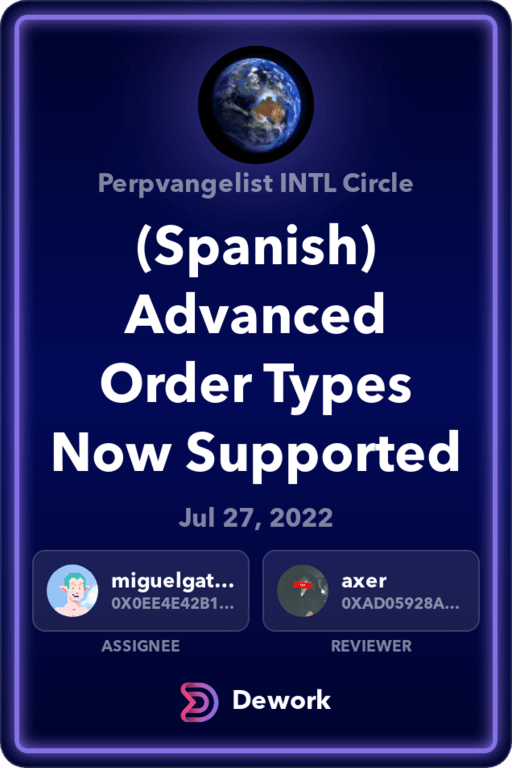 Perpvangelist INTL Circle
(Spanish)
Advanced
Order Types
Now Supported
Jul 27, 2022
miguelgat...
0X0EE4E42B1...
ASSIGNEE
axer
0XAD05928A...
REVIEWER
Dework